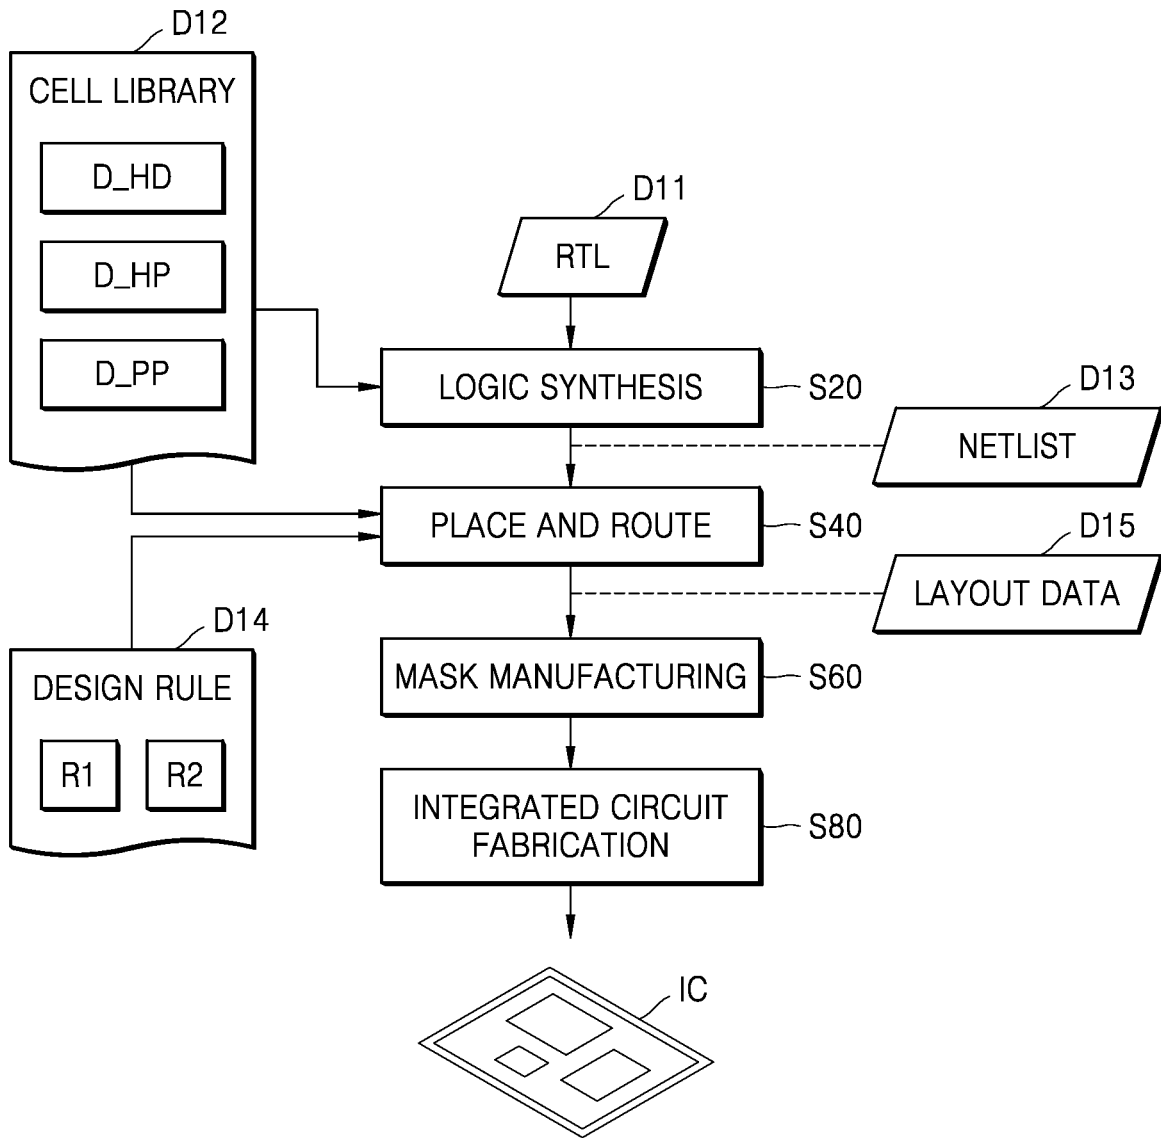 D12
CELL LIBRARY
D_HD
D_HP
D_PP
D11
RTL
LOGIC SYNTHESIS
S20
D13
NETLIST
PLACE AND ROUTE
S40
D15
LAYOUT DATA
D14
DESIGN RULE
R1
R2
MASK MANUFACTURING
S60
INTEGRATED CIRCUIT
FABRICATION
S80
IC